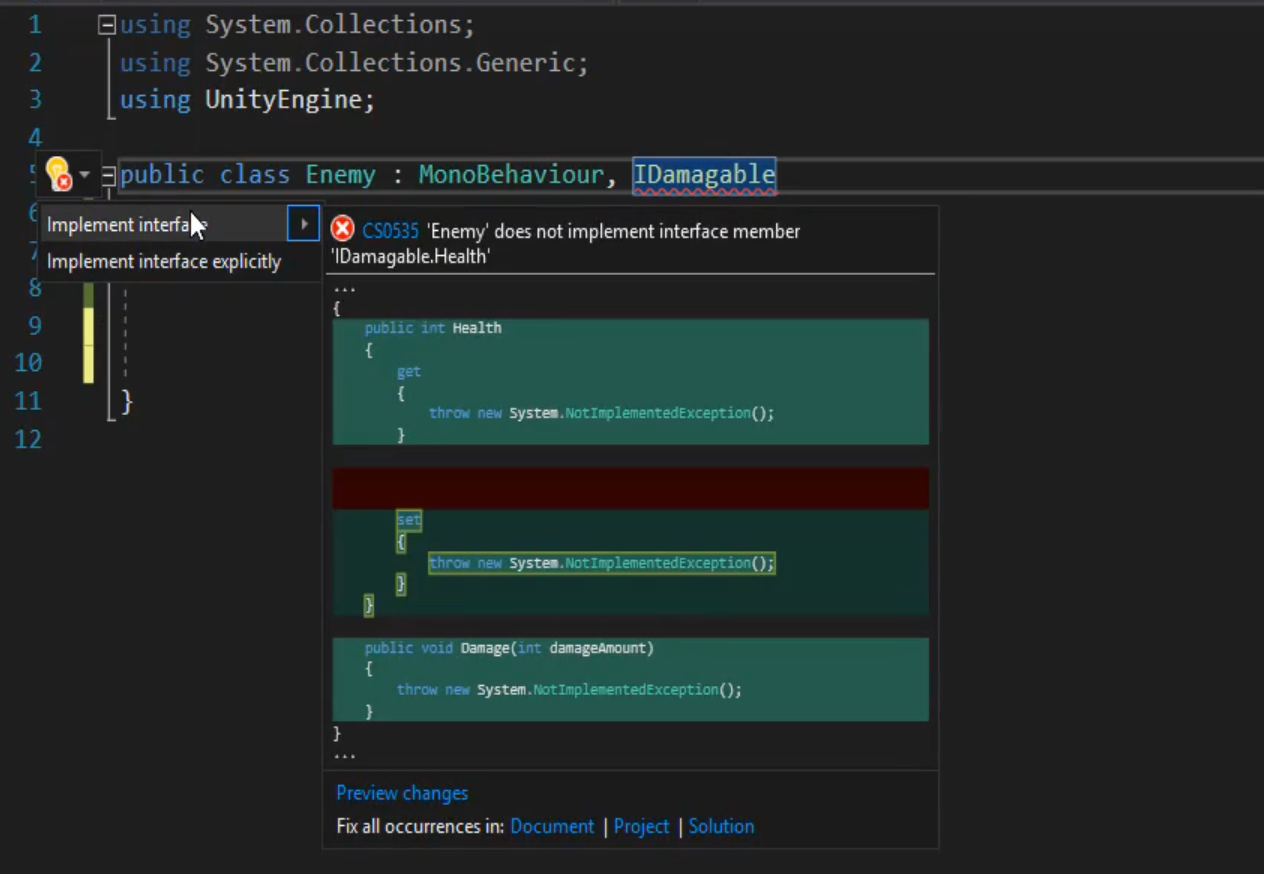 1 using System.Collections;
2 using System.Collections.Generic;
3 using UnityEngine;
4
5 public class Enemy : MonoBehaviour, IDamagable
6
Implement interface
7
Implement interface explicitly
8
9
10
11 }
12
CS0535 'Enemy' does not implement interface member
'IDamagable.Health'
...
{
public int Health
{
get
{
throw new System.NotImplementedException();
}
set
{
throw new System.NotImplementedException();
}
}
public void Damage(int damageAmount)
{
throw new System.NotImplementedException();
}
}
...
Preview changes
Fix all occurrences in: Document | Project | Solution